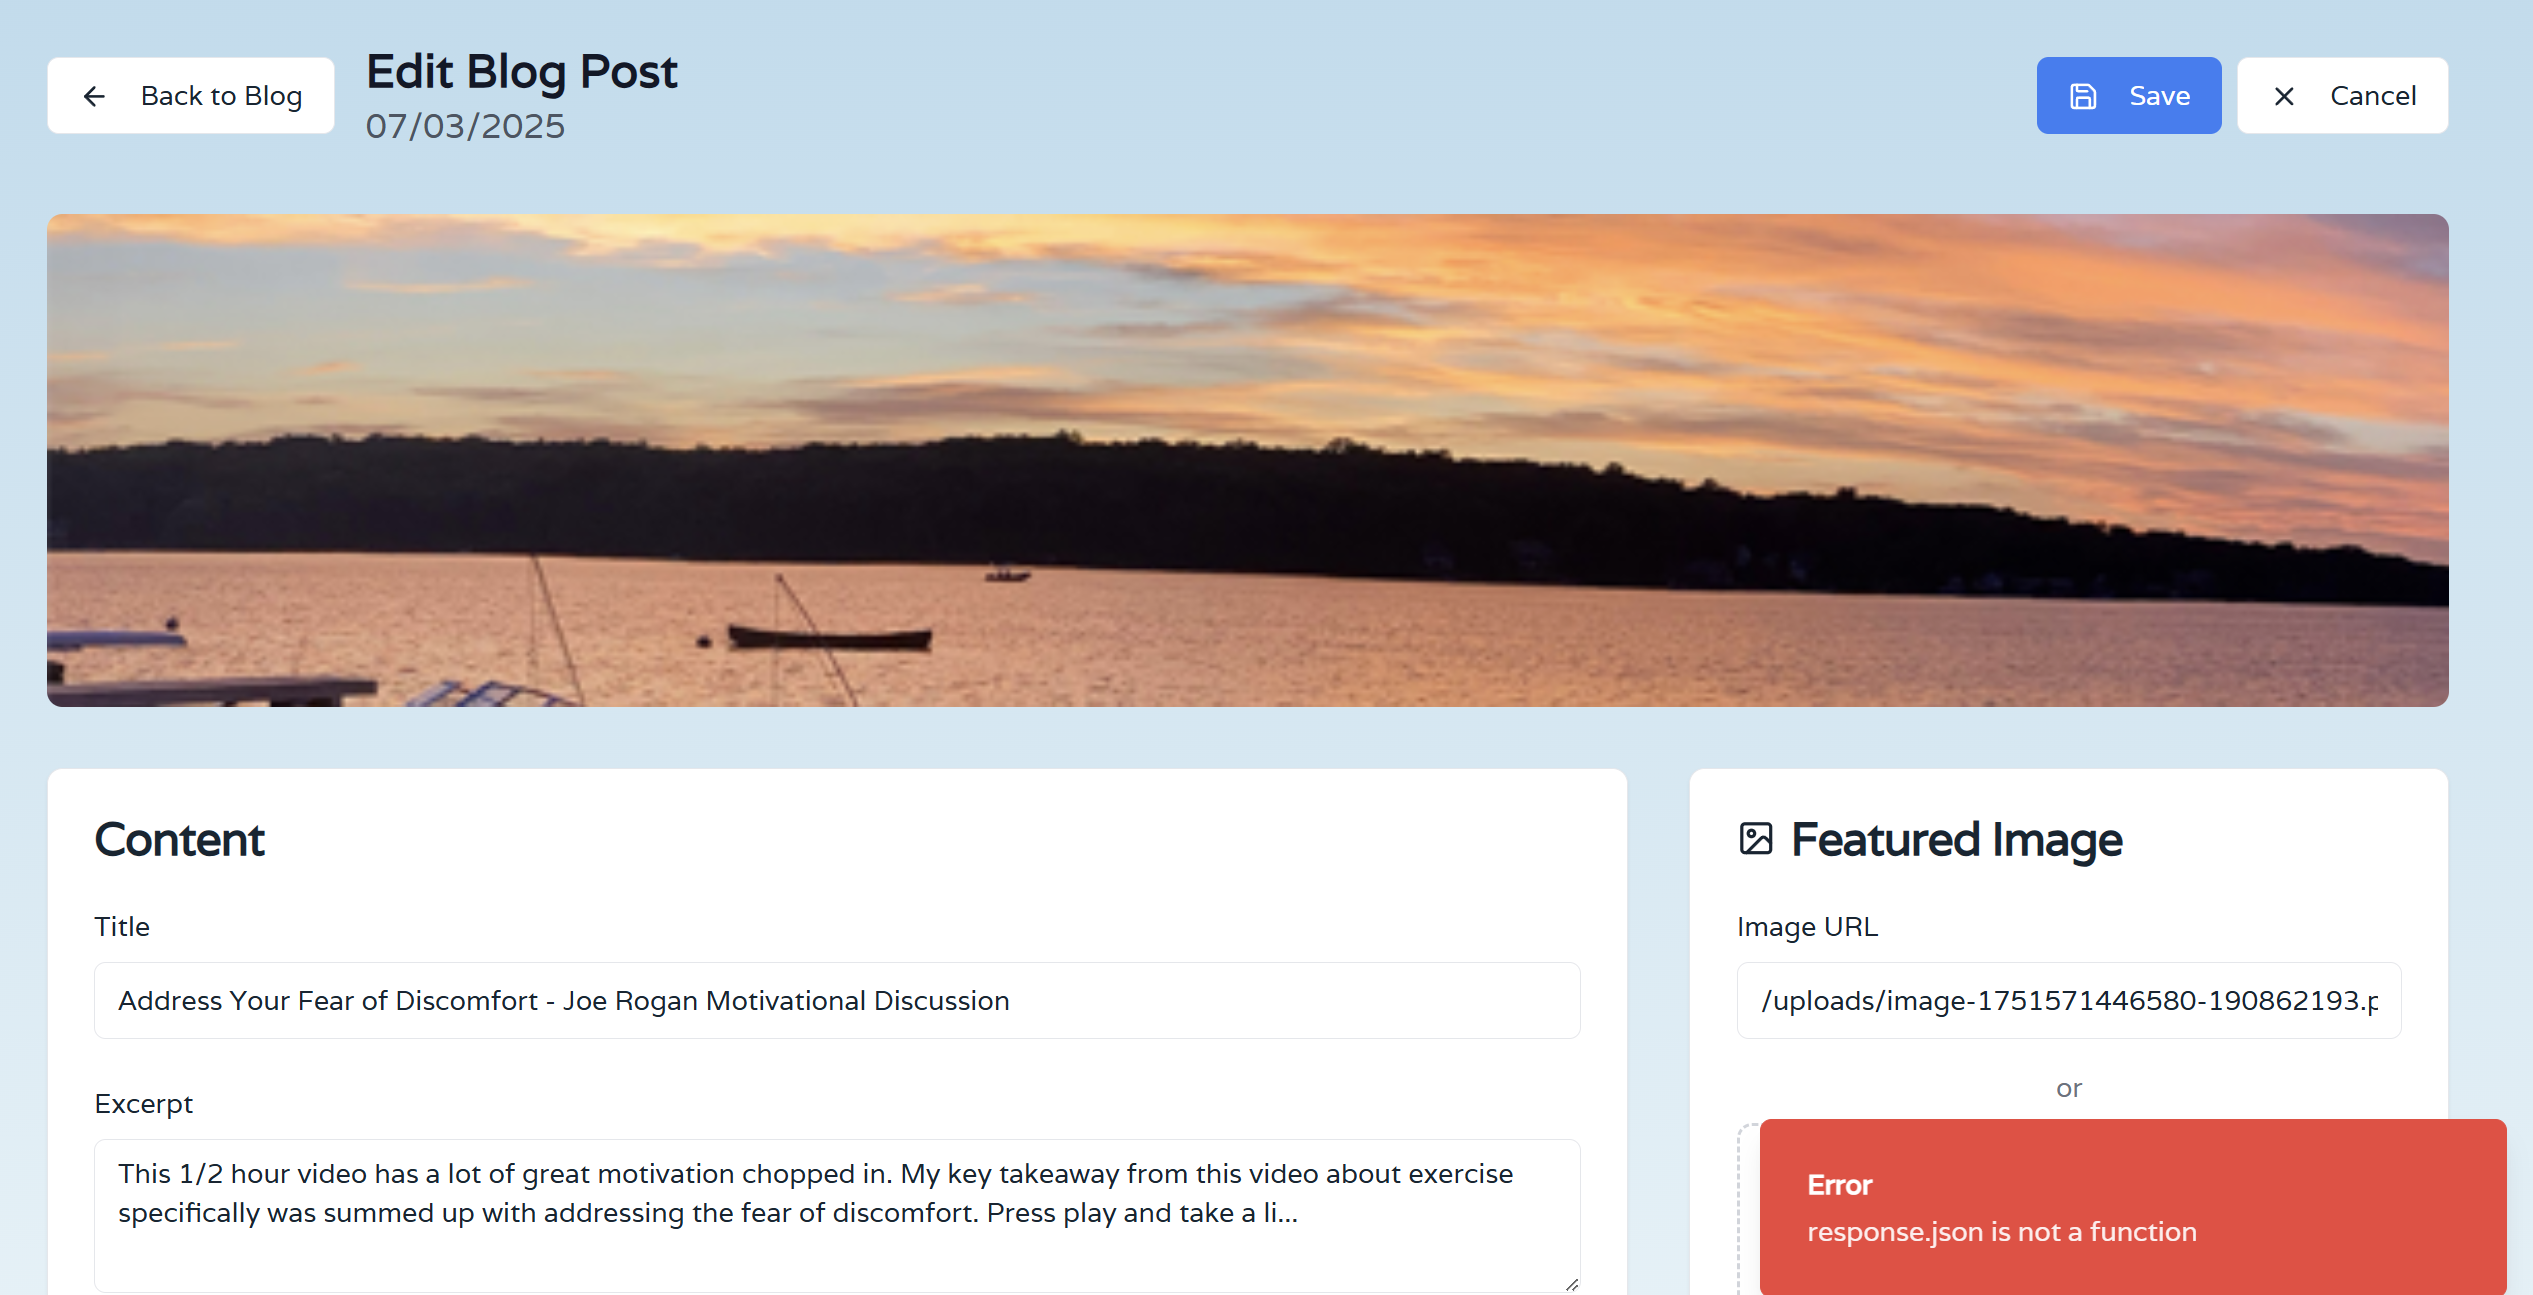 Back to Blog
Edit Blog Post
07/03/2025
Save
Cancel
Content
Title
Address Your Fear of Discomfort - Joe Rogan Motivational Discussion
Excerpt
This 1/2 hour video has a lot of great motivation chopped in. My key takeaway from this video about exercise
specifically was summed up with addressing the fear of discomfort. Press play and take a li...
Featured Image
Image URL
/uploads/image-1751571446580-190862193.p
or
Error
response.json is not a function